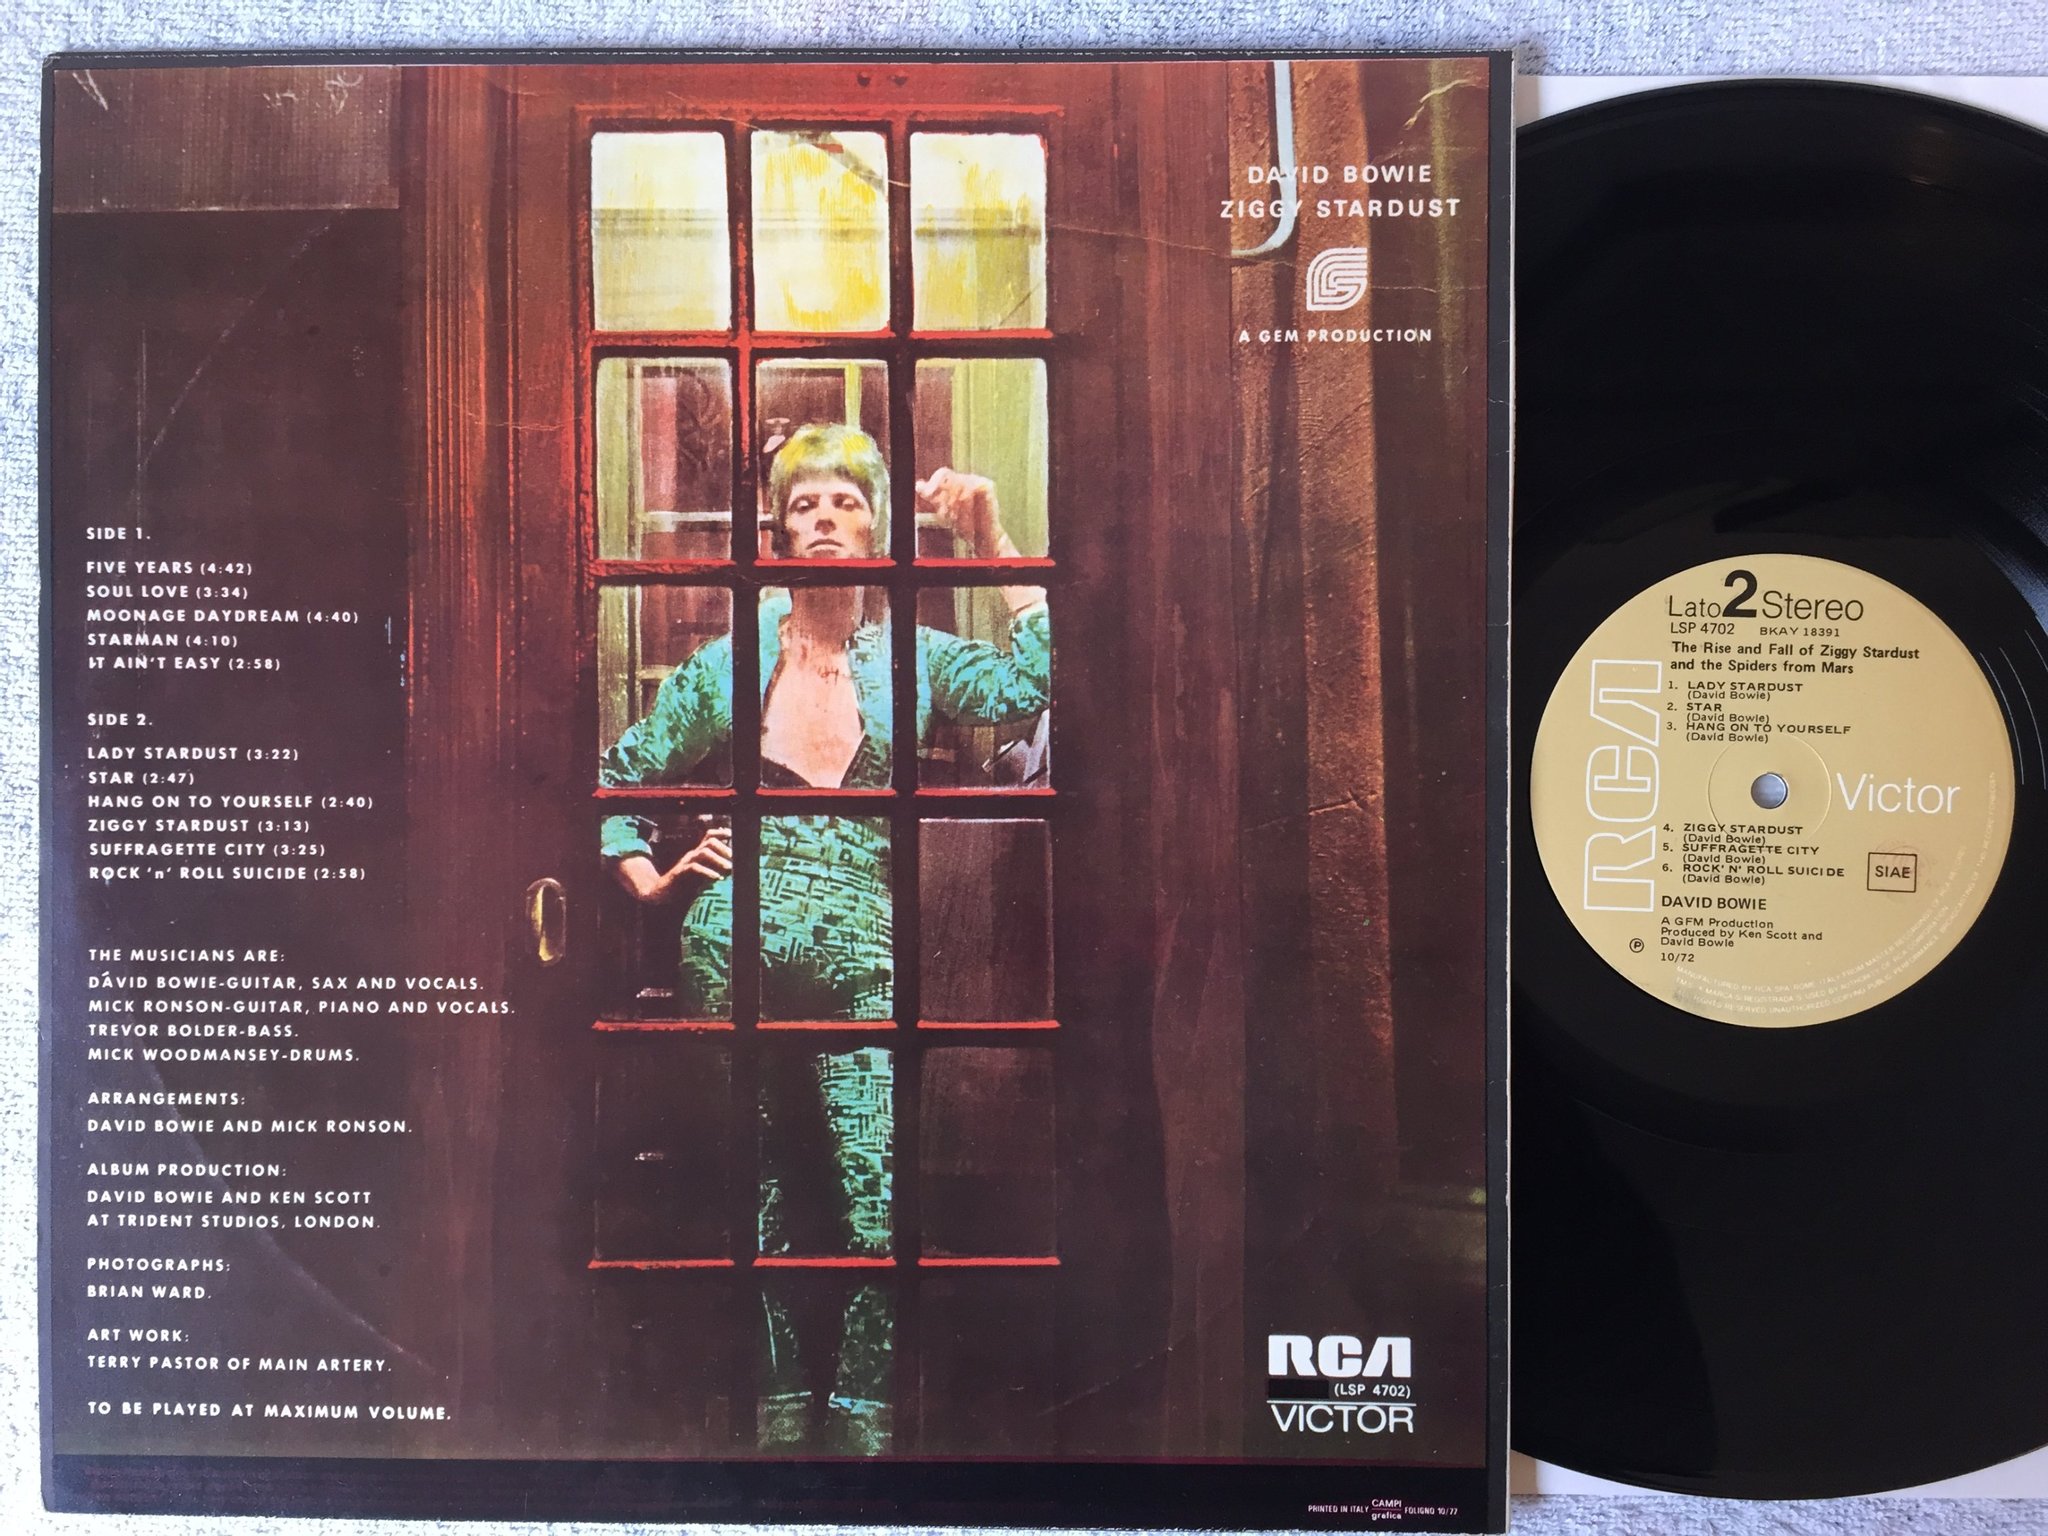 DAVID BOWIE
ZIGGY STARDUST
A GEM PRODUCTION
SIDE 1.
FIVE YEARS (4:42)
SOUL LOVE (3:34)
MOONAGE DAYDREAM (4:40)
STARMAN (4:10)
IT AIN'T EASY (2:58)
SIDE 2.
LADY STARDUST (3:22)
STAR (2:47)
HANG ON TO YOURSELF (2:40)
ZIGGY STARDUST (3:13)
SUFFRAGETTE CITY (3:25)
ROCK 'n' ROLL SUICIDE (2:58)
THE MUSICIANS ARE:
DAVID BOWIE-GUITAR, SAX AND VOCALS.
MICK RONSON-GUITAR, PIANO AND VOCALS.
TREVOR BOLDER-BASS.
MICK WOODMANSEY-DRUMS.
ARRANGEMENTS:
DAVID BOWIE AND MICK RONSON.
ALBUM PRODUCTION:
DAVID BOWIE AND KEN SCOTT
AT TRIDENT STUDIOS, LONDON.
PHOTOGRAPHS:
BRIAN WARD.
ART WORK:
TERRY PASTOR OF MAIN ARTERY.
TO BE PLAYED AT MAXIMUM VOLUME.
RCA
(LSP 4702)
VICTOR
PRINTED IN ITALY CAMPI grafica FOLIGNO 10/77
Lato 2 Stereo
LSP 4702 BKAY 18391
The Rise and Fall of Ziggy Stardust
and the Spiders from Mars
1. LADY STARDUST
(David Bowie)
2. STAR
(David Bowie)
3. HANG ON TO YOURSELF
(David Bowie)
RCA Victor
4. ZIGGY STARDUST
(David Bowie)
5. SUFFRAGETTE CITY
(David Bowie)
6. ROCK' N' ROLL SUICIDE
(David Bowie)
SIAE
DAVID BOWIE
A GFM Production
Produced by Ken Scott and
David Bowie
℗
10/72
MANUFACTURED BY RCA SPA, ROME, ITALY FROM MASTER RECORDINGS